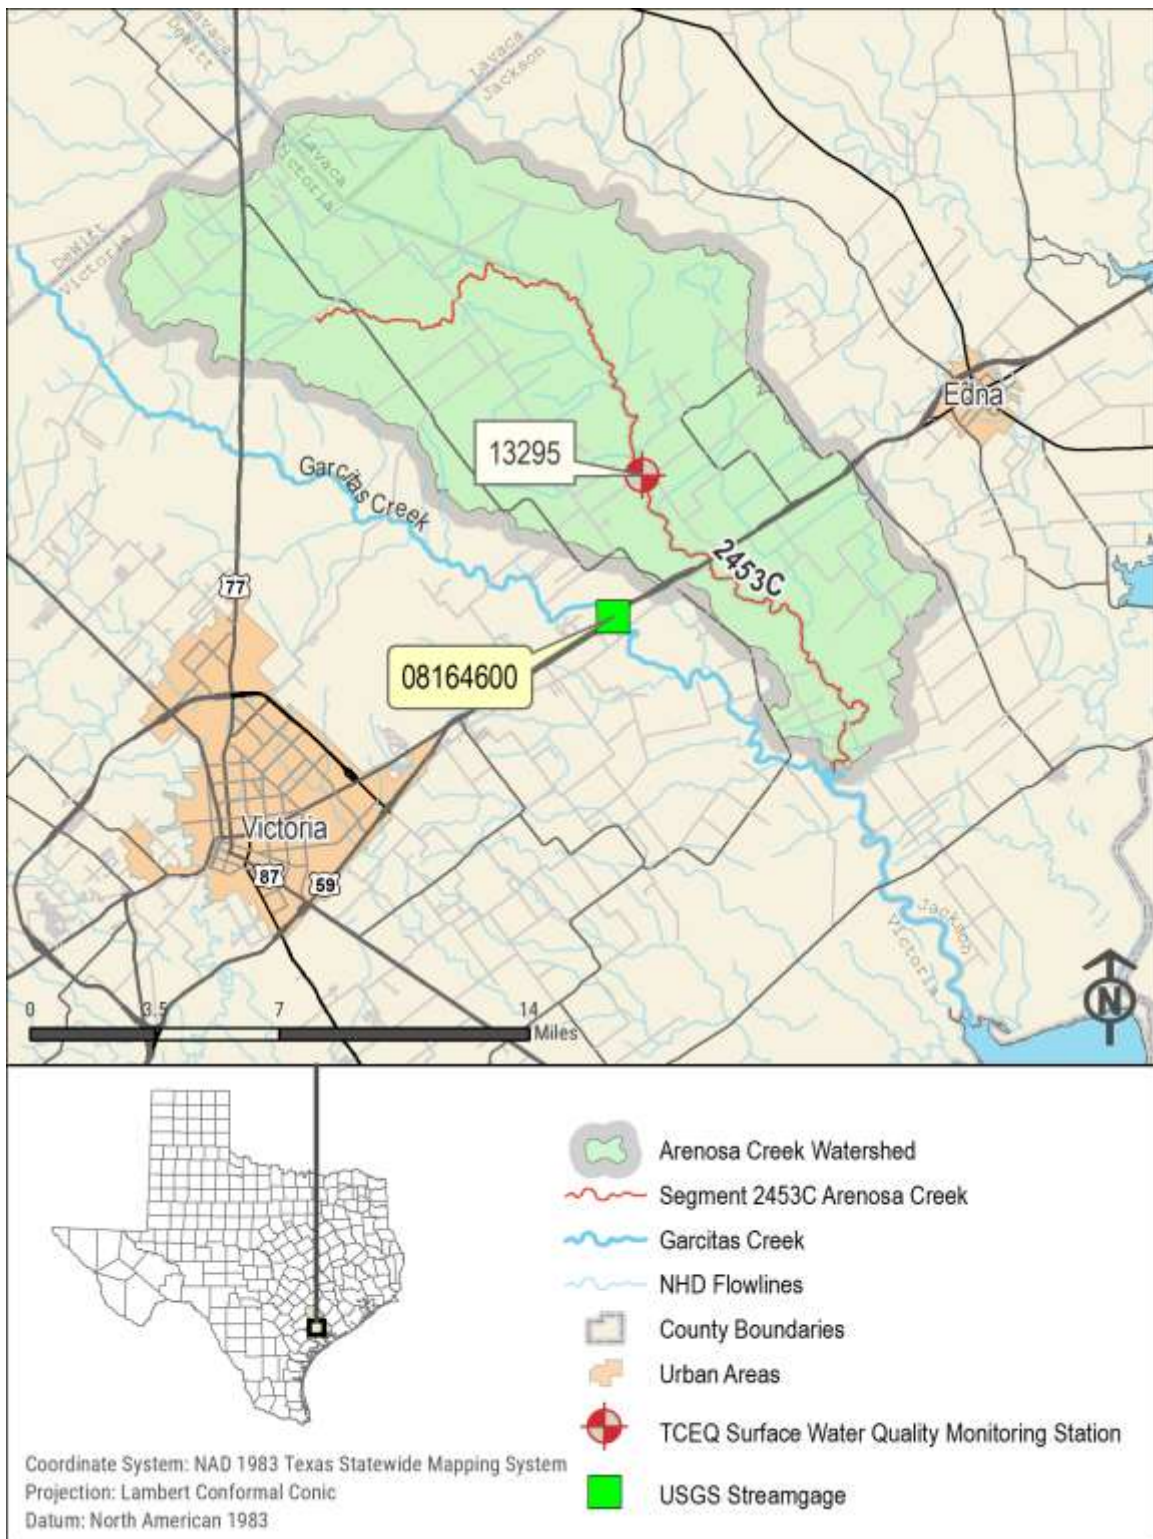 Lavaca
DeWitt
Lavaca
Jackson
Lavaca
Victoria
DeWitt
Victoria
Edna
13295
Garcitas Creek
2453C
77
08164600
Victoria
87
59
Jackson
Victoria
0 3.5 7 14
Miles
N
Arenosa Creek Watershed
Segment 2453C Arenosa Creek
Garcitas Creek
NHD Flowlines
County Boundaries
Urban Areas
TCEQ Surface Water Quality Monitoring Station
USGS Streamgage
Coordinate System: NAD 1983 Texas Statewide Mapping System
Projection: Lambert Conformal Conic
Datum: North American 1983